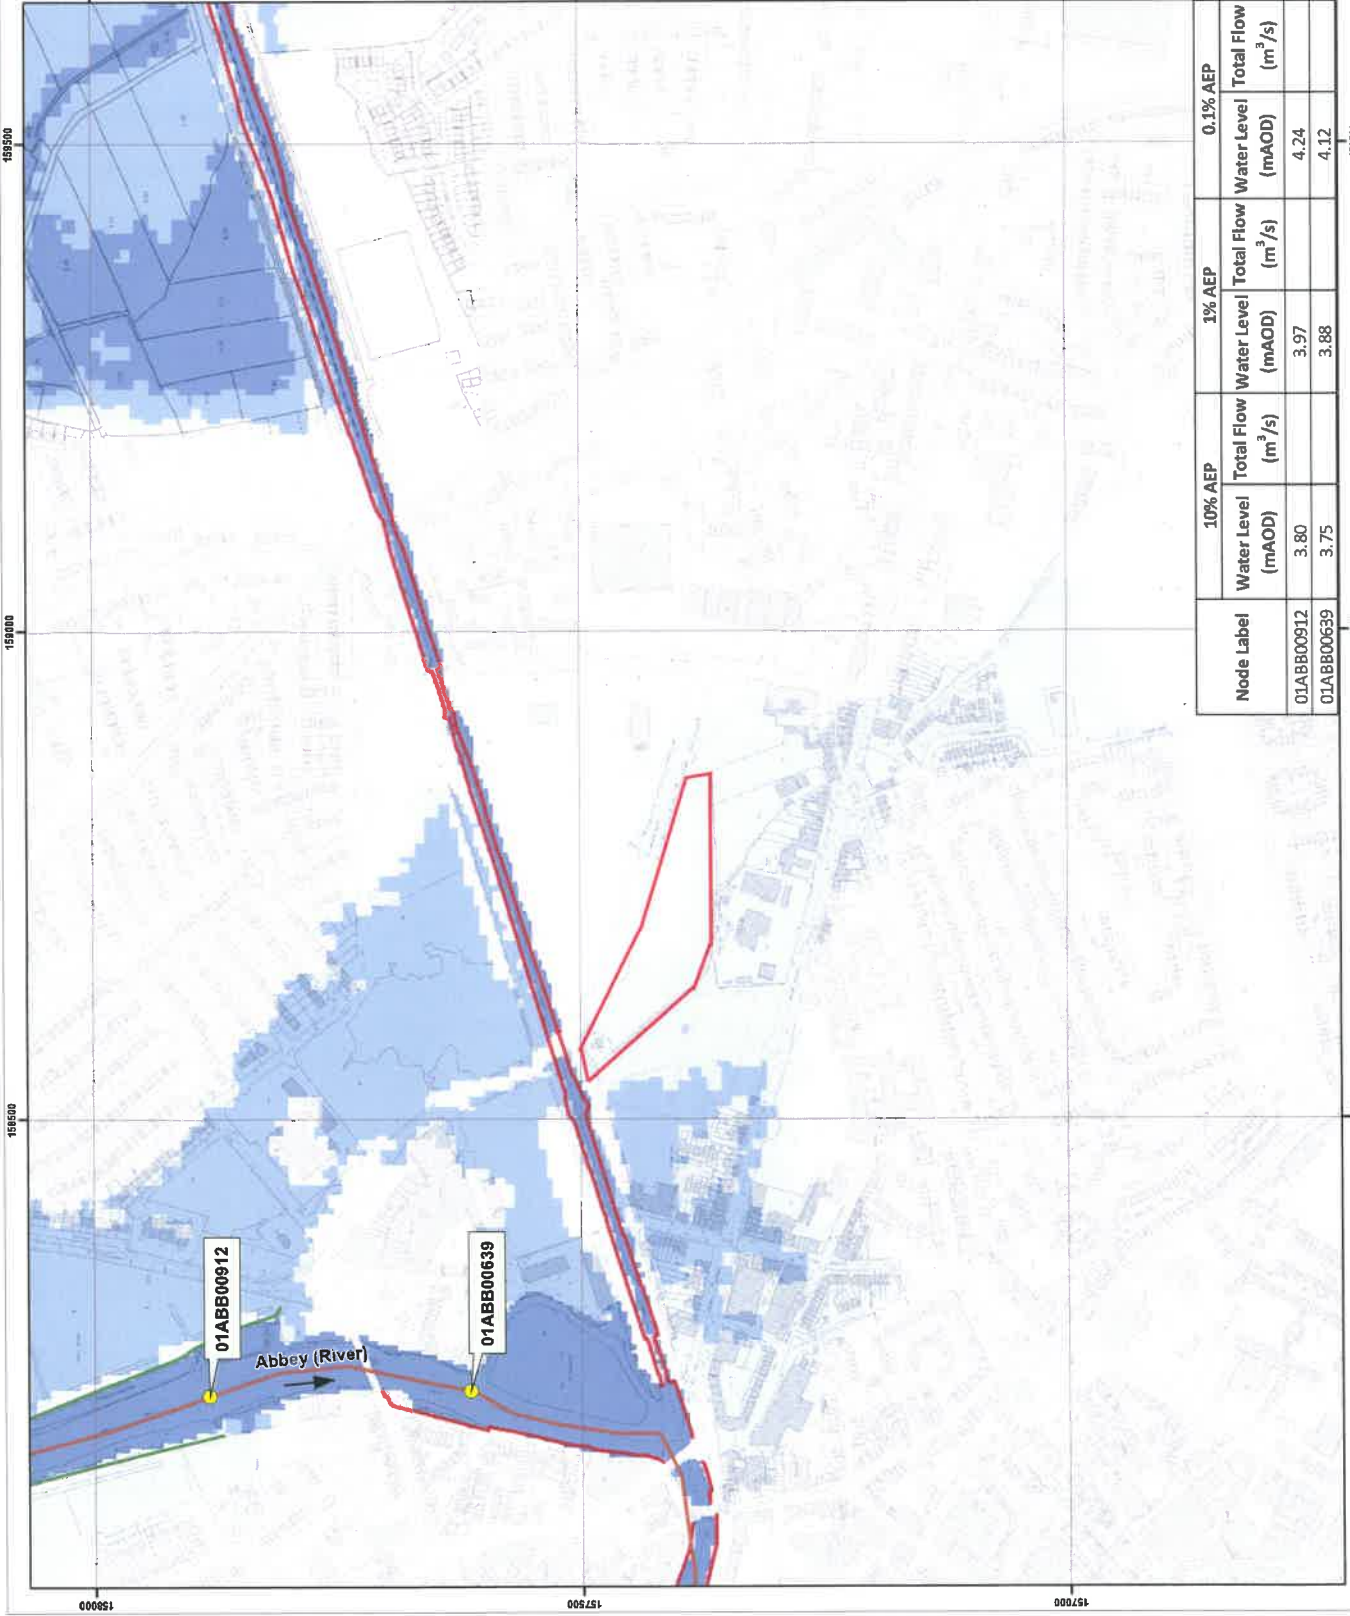 159500
159000
158500
158000
157500
157000
01ABB00912
Abbey (River)
01ABB00639
Node Label
10% AEP
1% AEP
0.1% AEP
Water Level (mAOD)
Total Flow (m³/s)
Water Level (mAOD)
Total Flow (m³/s)
Water Level (mAOD)
Total Flow (m³/s)
01ABB00912 3.80 3.97 4.24
01ABB00639 3.75 3.88 4.12